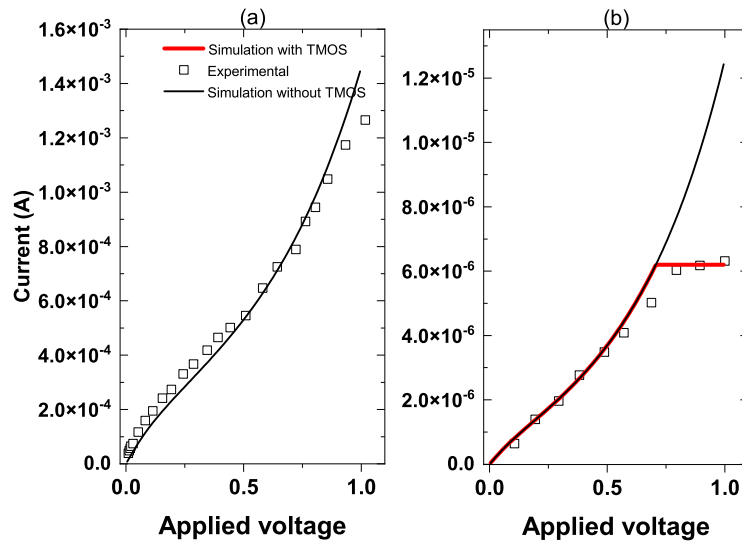 (a)
1.6×10⁻³
1.4×10⁻³
1.2×10⁻³
1.0×10⁻³
8.0×10⁻⁴
6.0×10⁻⁴
4.0×10⁻⁴
2.0×10⁻⁴
0.0
Current (A)
Simulation with TMOS
Experimental
Simulation without TMOS
0.0 0.5 1.0
Applied voltage
(b)
1.2×10⁻⁵
1.0×10⁻⁵
8.0×10⁻⁶
6.0×10⁻⁶
4.0×10⁻⁶
2.0×10⁻⁶
0.0
0.0 0.5 1.0
Applied voltage